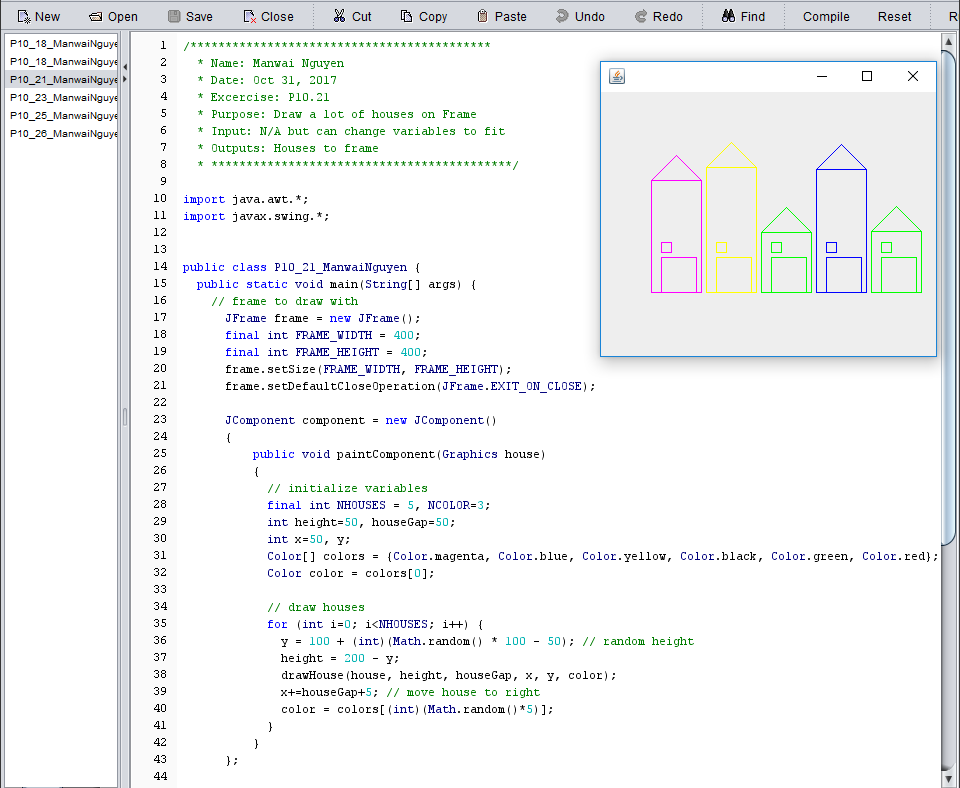 New Open Save Close Cut Copy Paste Undo Redo Find Compile Reset R
P10_18_ManwaiNguye
P10_18_ManwaiNguye
P10_21_ManwaiNguye
P10_23_ManwaiNguye
P10_25_ManwaiNguye
P10_26_ManwaiNguye
1 /*******************************************
2 * Name: Manwai Nguyen
3 * Date: Oct 31, 2017
4 * Excercise: P10.21
5 * Purpose: Draw a lot of houses on Frame
6 * Input: N/A but can change variables to fit
7 * Outputs: Houses to frame
8 * *******************************************/
9
10 import java.awt.*;
11 import javax.swing.*;
12
13
14 public class P10_21_ManwaiNguyen {
15 public static void main(String[] args) {
16 // frame to draw with
17 JFrame frame = new JFrame();
18 final int FRAME_WIDTH = 400;
19 final int FRAME_HEIGHT = 400;
20 frame.setSize(FRAME_WIDTH, FRAME_HEIGHT);
21 frame.setDefaultCloseOperation(JFrame.EXIT_ON_CLOSE);
22
23 JComponent component = new JComponent()
24 {
25 public void paintComponent(Graphics house)
26 {
27 // initialize variables
28 final int NHOUSES = 5, NCOLOR=3;
29 int height=50, houseGap=50;
30 int x=50, y;
31 Color[] colors = {Color.magenta, Color.blue, Color.yellow, Color.black, Color.green, Color.red};
32 Color color = colors[0];
33
34 // draw houses
35 for (int i=0; i<NHOUSES; i++) {
36 y = 100 + (int)(Math.random() * 100 - 50); // random height
37 height = 200 - y;
38 drawHouse(house, height, houseGap, x, y, color);
39 x+=houseGap+5; // move house to right
40 color = colors[(int)(Math.random()*5)];
41 }
42 }
43 };
44